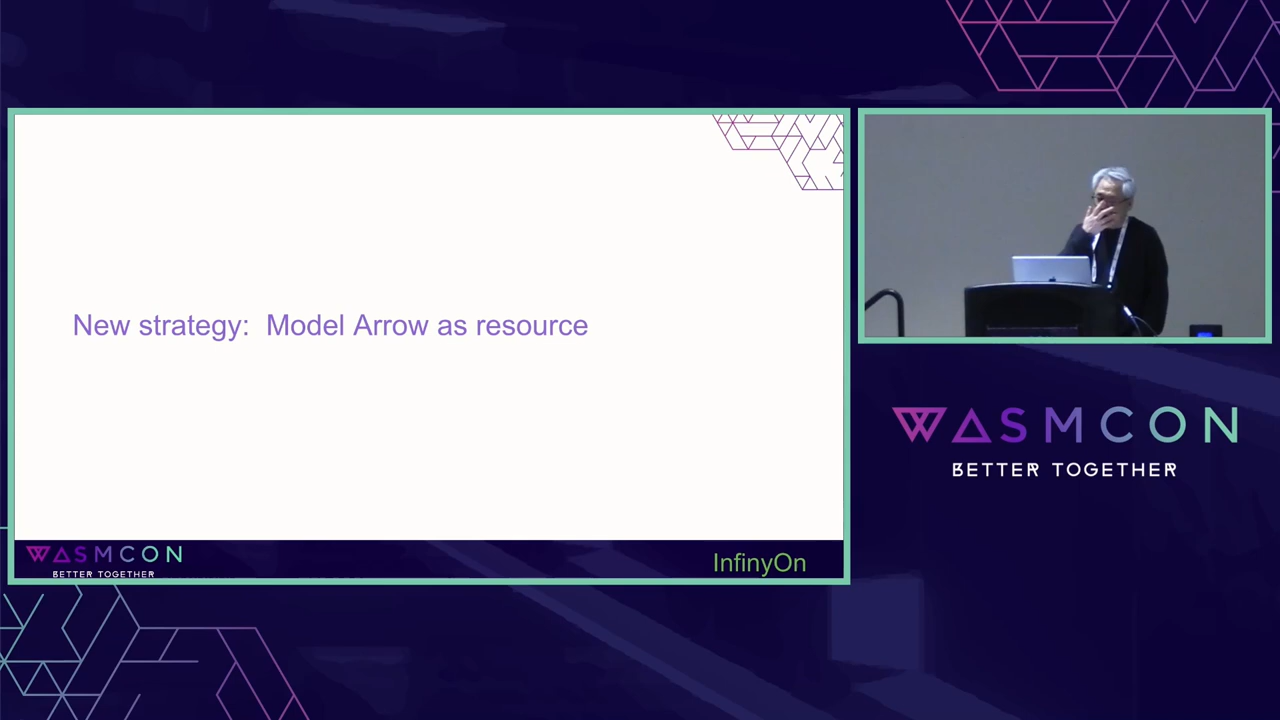 New strategy:  Model Arrow as resource
WASMCON
BETTER TOGETHER
InfinyOn
WASMCON
BETTER TOGETHER